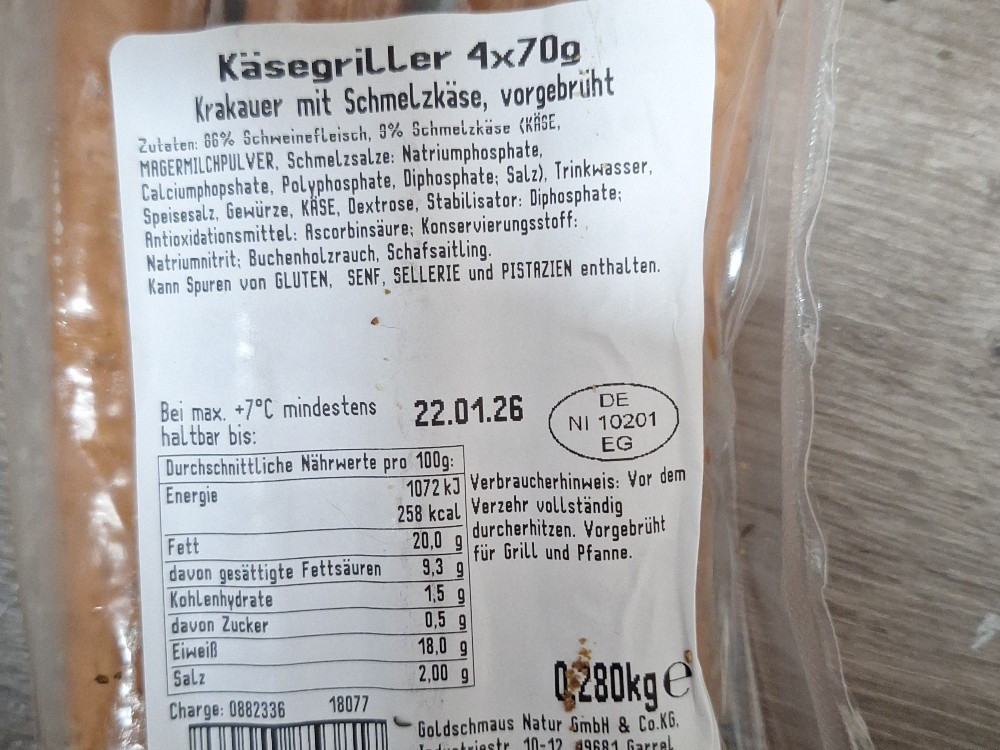 Käsegriller 4x70g
Krakauer mit Schmelzkäse, vorgebrüht
Zutaten: 86% Schweinefleisch, 9% Schmelzkäse (KÄSE,
MAGERMILCHPULVER, Schmelzsalze: Natriumphosphate,
Calciumphopshate, Polyphosphate, Diphosphate; Salz), Trinkwasser,
Speisesalz, Gewürze, KÄSE, Dextrose, Stabilisator: Diphosphate;
Antioxidationsmittel: Ascorbinsäure; Konservierungsstoff:
Natriumnitrit; Buchenholzrauch, Schafsaitling.
Kann Spuren von GLUTEN, SENF, SELLERIE und PISTAZIEN enthalten.
Bei max. +7°C mindestens
haltbar bis:
22.01.26
DE
NI 10201
EG
Durchschnittliche Nährwerte pro 100g:
Energie 1072 kJ
258 kcal
Fett 20,0 g
davon gesättigte Fettsäuren 9,3 g
Kohlenhydrate 1,5 g
davon Zucker 0,5 g
Eiweiß 18,0 g
Salz 2,00 g
Verbraucherhinweis: Vor dem
Verzehr vollständig
durcherhitzen. Vorgebrüht
für Grill und Pfanne.
0,280kg e
Charge: 0882336 18077
Goldschmaus Natur GmbH & Co.KG.
Industriestr. 10-12 49681 Garrel